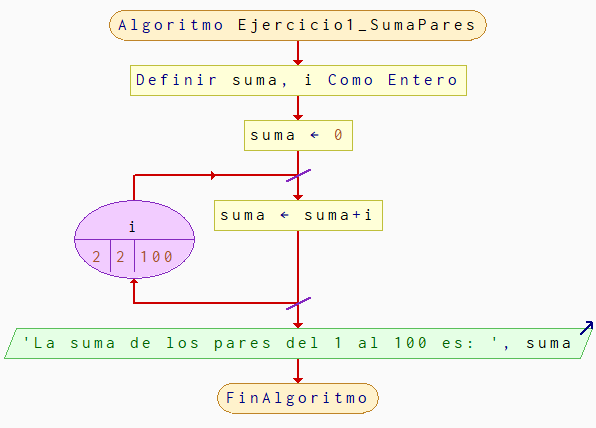 Algoritmo Ejercicio1_SumaPares
Definir suma, i Como Entero
suma ← 0
suma ← suma+i
i
2 2 100
'La suma de los pares del 1 al 100 es: ', suma
FinAlgoritmo